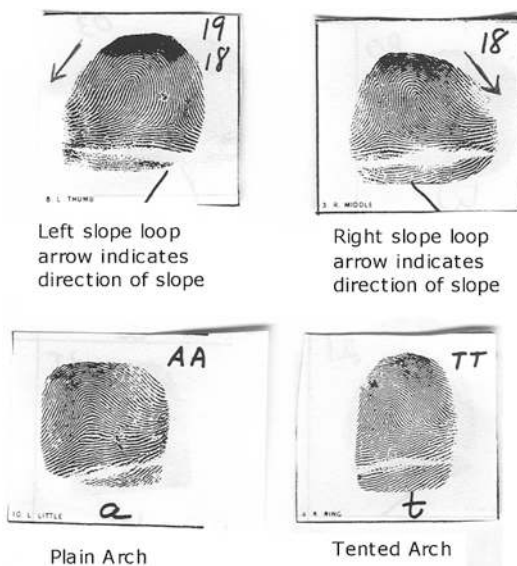 19
18
18
8. L. THUMB
3. R. MIDDLE
Left slope loop
arrow indicates
direction of slope
Right slope loop
arrow indicates
direction of slope
AA
TT
10. L. LITTLE
a
4. R. RING
t
Plain Arch
Tented Arch